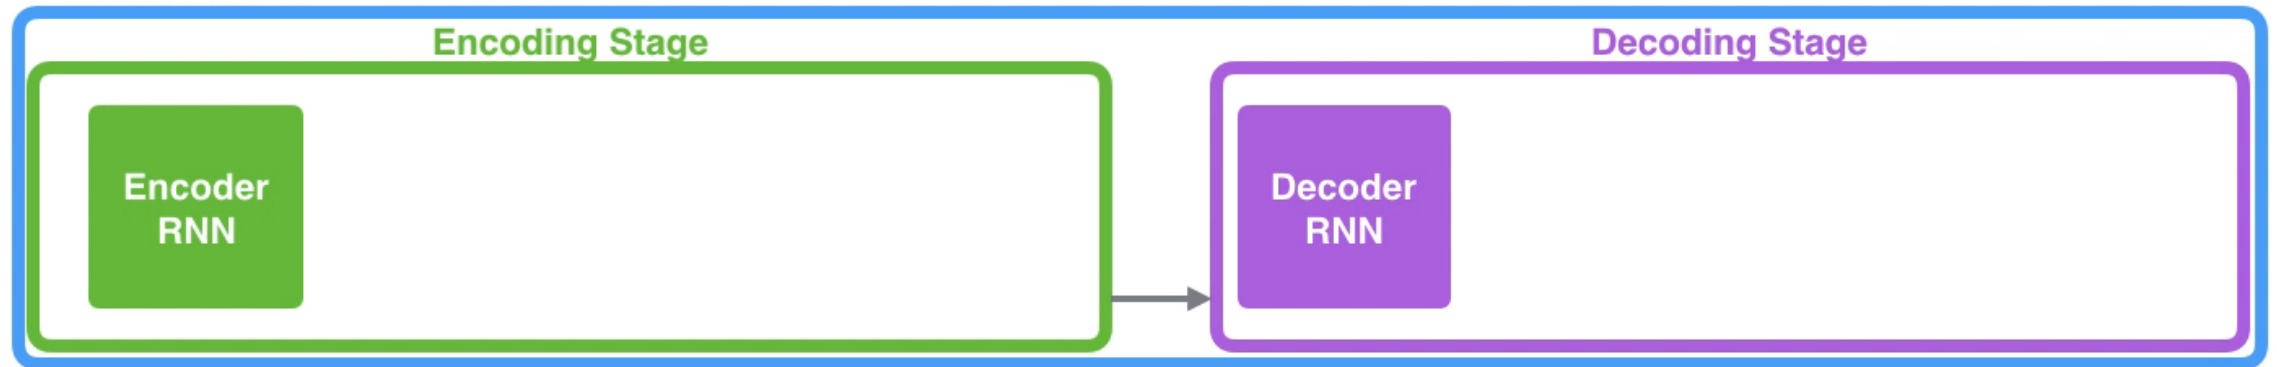 Encoding Stage
Decoding Stage
Encoder
RNN
Decoder
RNN